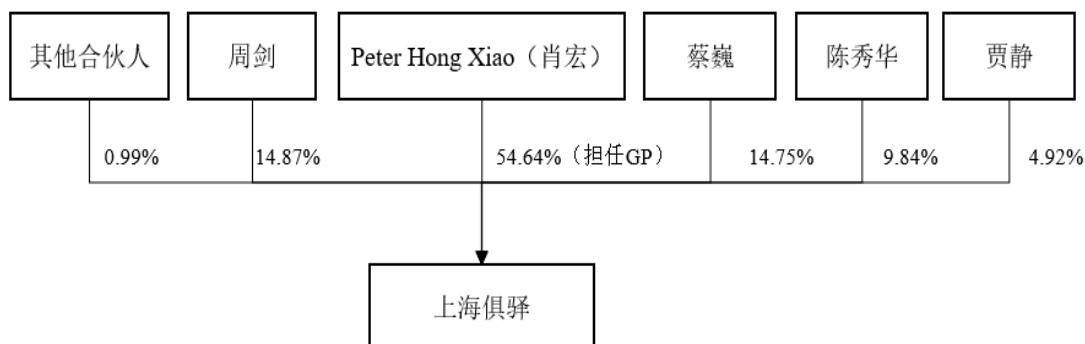 其他合伙人
周剑
Peter Hong Xiao（肖宏）
蔡巍
陈秀华
贾静
0.99%
14.87%
54.64%（担任GP）
14.75%
9.84%
4.92%
上海俱驿